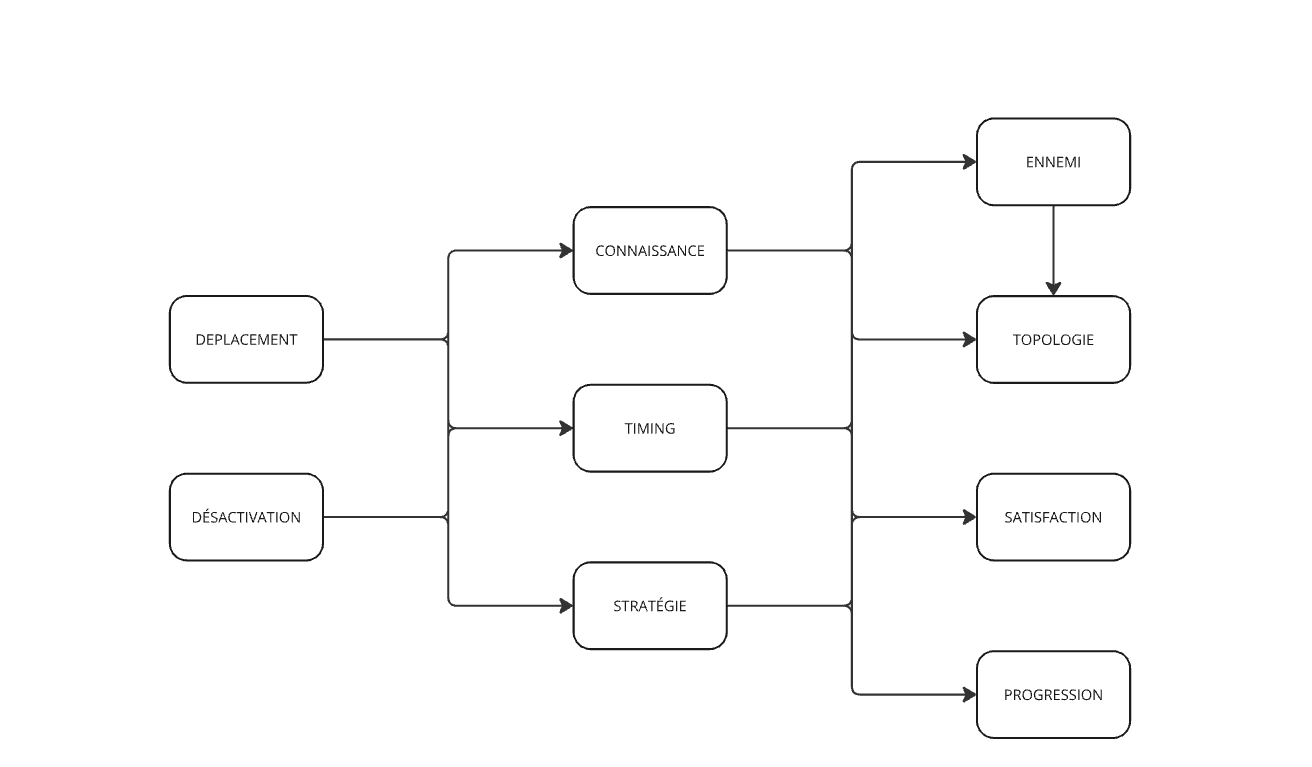 DEPLACEMENT
DÉSACTIVATION
CONNAISSANCE
TIMING
STRATÉGIE
ENNEMI
TOPOLOGIE
SATISFACTION
PROGRESSION